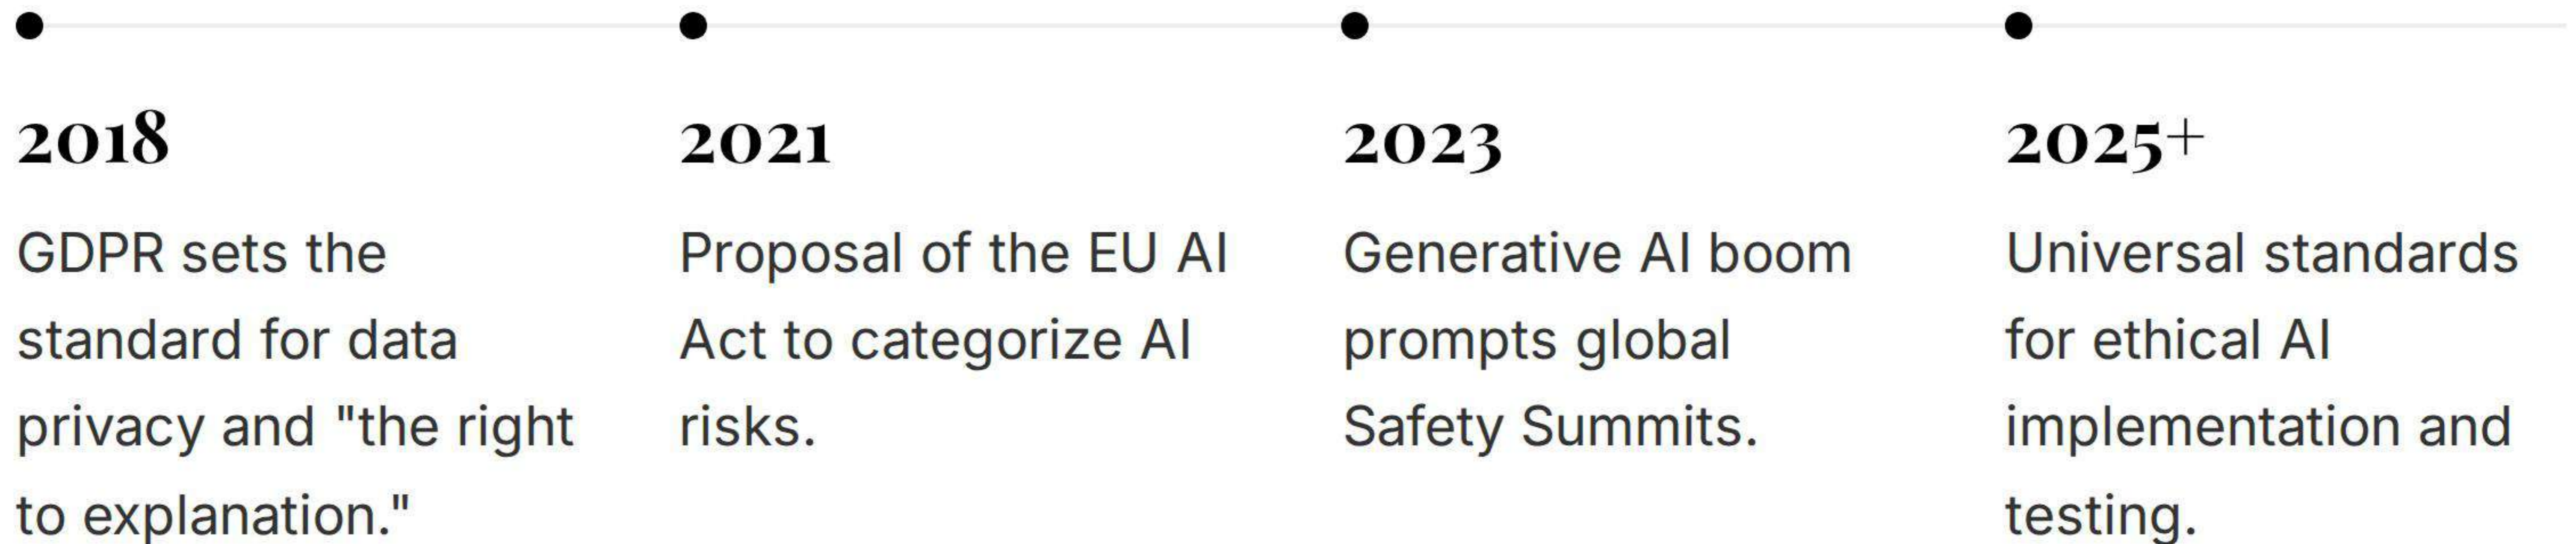 2018
GDPR sets the
standard for data
privacy and "the right
to explanation."
2021
Proposal of the EU AI
Act to categorize AI
risks.
2023
Generative AI boom
prompts global
Safety Summits.
2025+
Universal standards
for ethical AI
implementation and
testing.